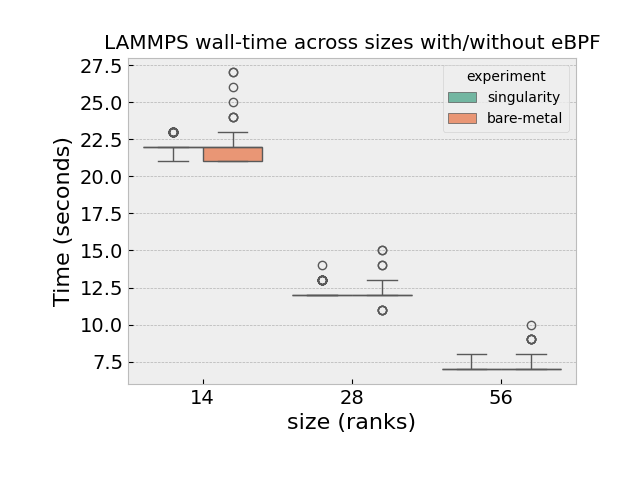 LAMMPS wall-time across sizes with/without eBPF
27.5
25.0
22.5
20.0
17.5
15.0
12.5
10.0
7.5
Time (seconds)
experiment
singularity
bare-metal
14
28
56
size (ranks)